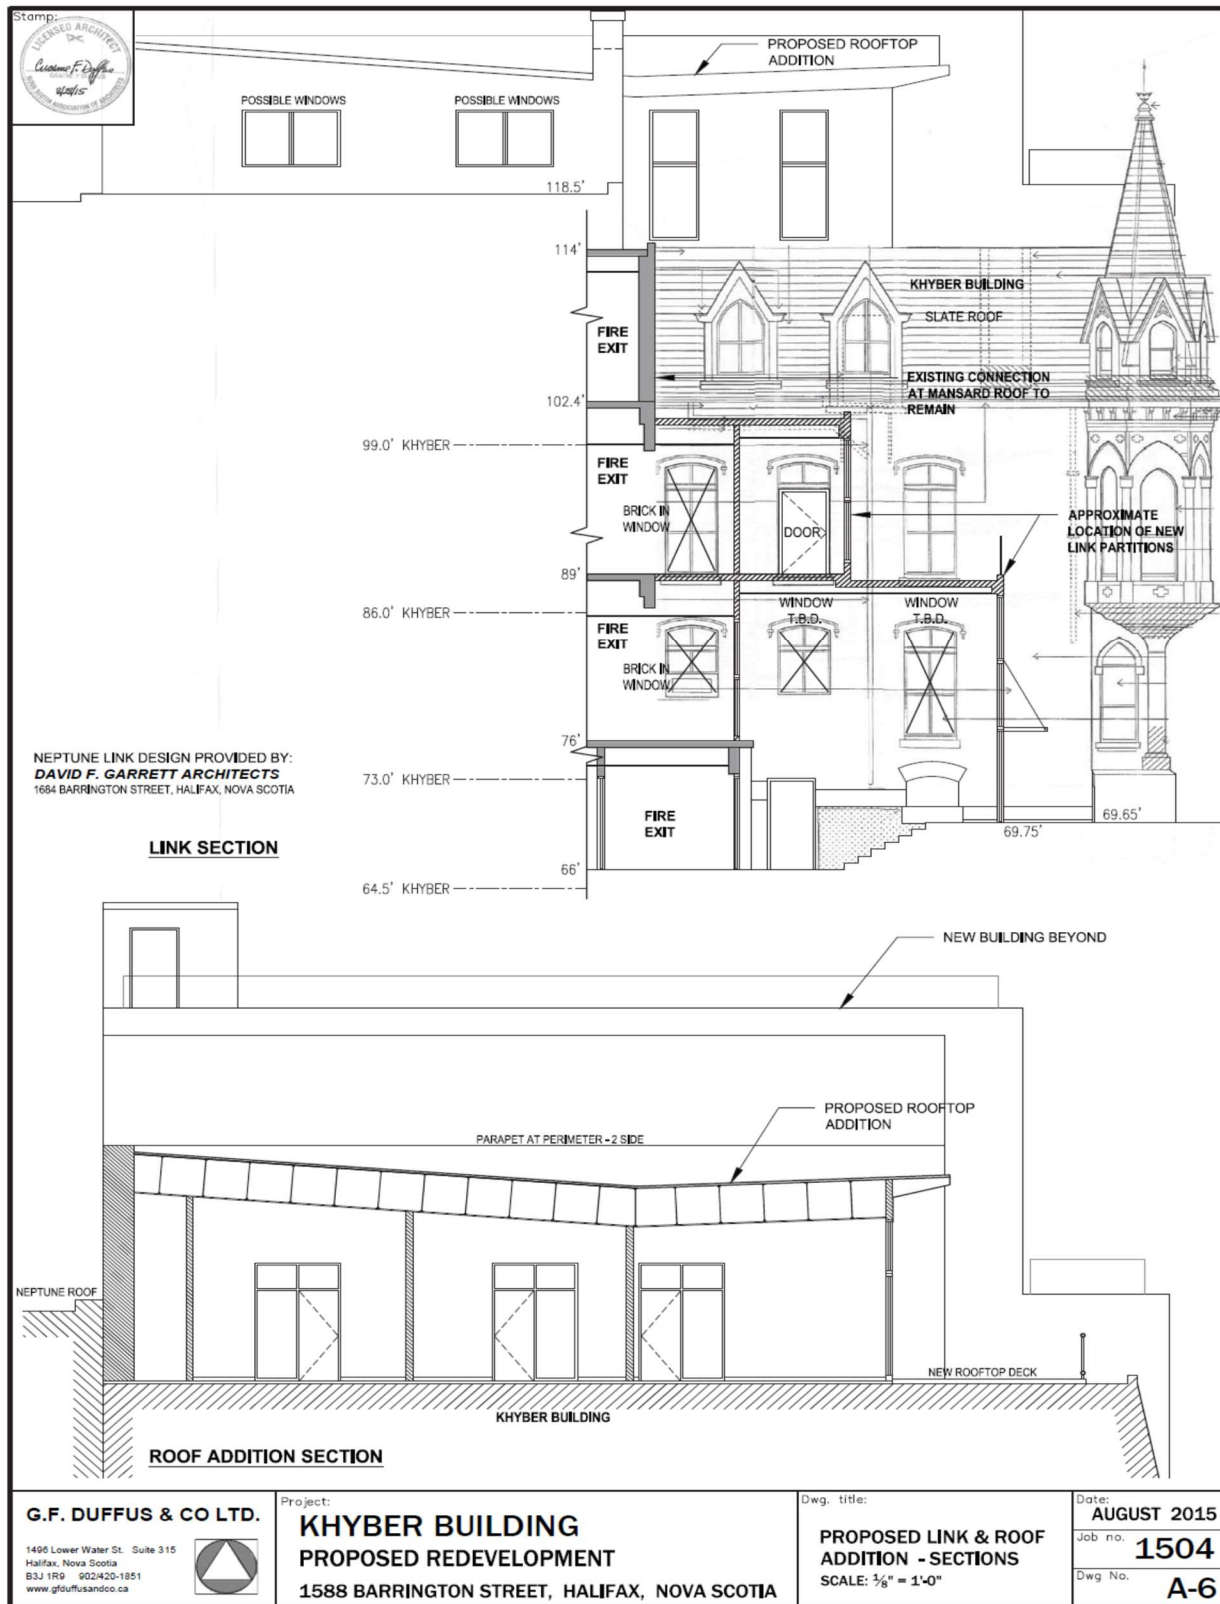 Stamp:
LICENSED ARCHITECT
NOVA SCOTIA ASSOCIATION OF ARCHITECTS
PROPOSED ROOFTOP
ADDITION
POSSIBLE WINDOWS
POSSIBLE WINDOWS
118.5'
114'
KHYBER BUILDING
SLATE ROOF
FIRE
EXIT
EXISTING CONNECTION
AT MANSARD ROOF TO
REMAIN
102.4'
99.0' KHYBER
FIRE
EXIT
BRICK IN
WINDOW
DOOR
APPROXIMATE
LOCATION OF NEW
LINK PARTITIONS
89'
86.0' KHYBER
WINDOW
T.B.D.
WINDOW
T.B.D.
FIRE
EXIT
BRICK IN
WINDOW
76'
NEPTUNE LINK DESIGN PROVIDED BY:
DAVID F. GARRETT ARCHITECTS
1684 BARRINGTON STREET, HALIFAX, NOVA SCOTIA
73.0' KHYBER
FIRE
EXIT
69.65'
69.75'
LINK SECTION
66'
64.5' KHYBER
NEW BUILDING BEYOND
PROPOSED ROOFTOP
ADDITION
PARAPET AT PERIMETER - 2 SIDE
NEPTUNE ROOF
NEW ROOFTOP DECK
KHYBER BUILDING
ROOF ADDITION SECTION
G.F. DUFFUS & CO LTD.
1496 Lower Water St. Suite 315
Halifax, Nova Scotia
B3J 1R9 902/420-1851
www.gfduffusandco.ca
Project:
KHYBER BUILDING
PROPOSED REDEVELOPMENT
1588 BARRINGTON STREET, HALIFAX, NOVA SCOTIA
Dwg. title:
PROPOSED LINK & ROOF
ADDITION - SECTIONS
SCALE: ⅛" = 1'-0"
Date:
AUGUST 2015
Job no. 1504
Dwg No.
A-6